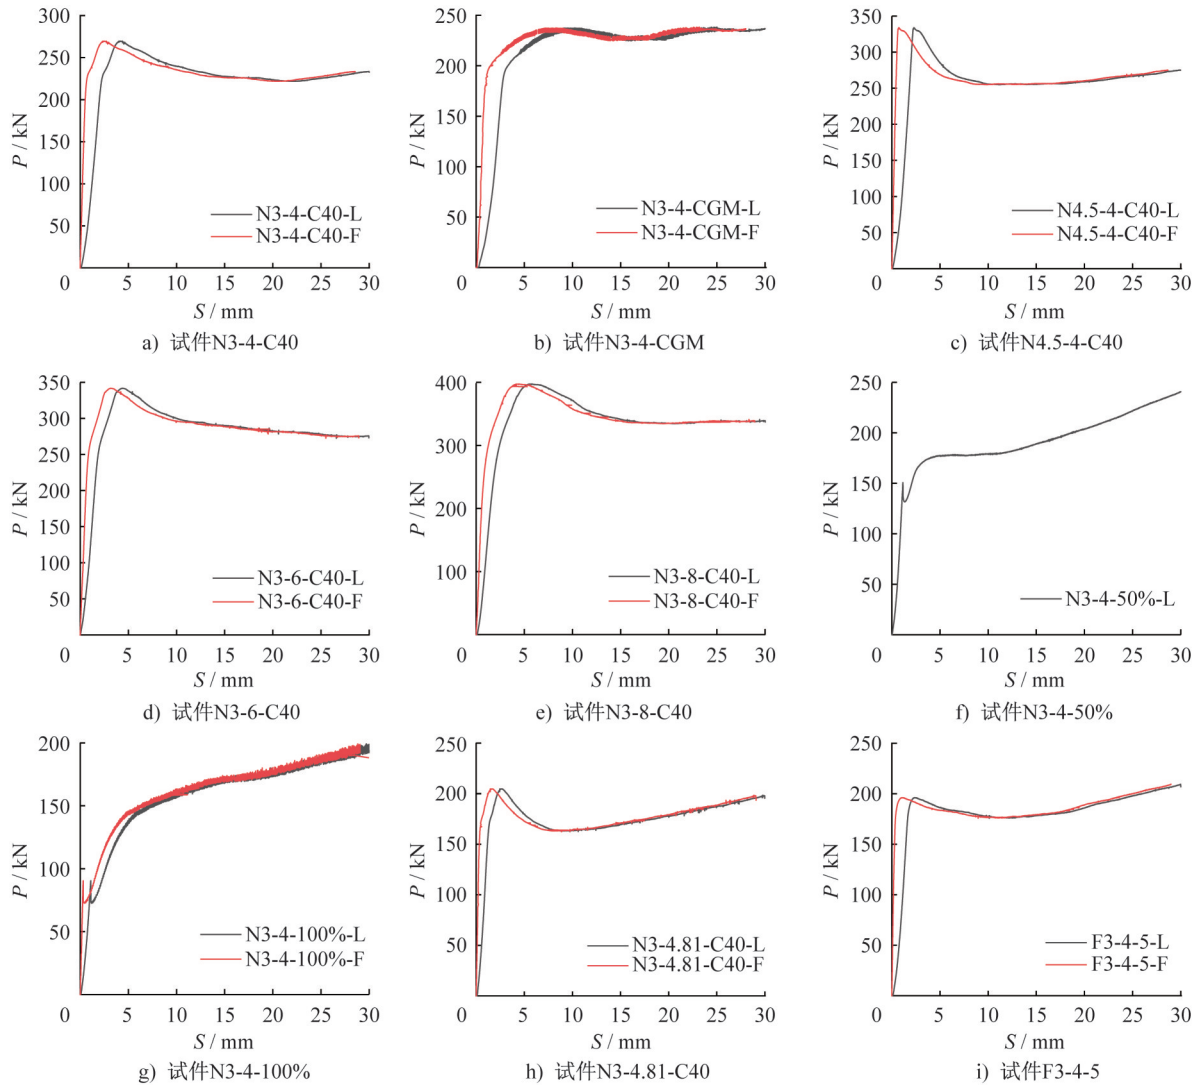 300
250
200
150
100
50
0
5
10
15
20
25
30
P / kN
S / mm
N3-4-C40-L
N3-4-C40-F
a) 试件N3-4-C40
250
200
150
100
50
0
5
10
15
20
25
30
P / kN
S / mm
N3-4-CGM-L
N3-4-CGM-F
b) 试件N3-4-CGM
350
300
250
200
150
100
50
0
5
10
15
20
25
30
P / kN
S / mm
N4.5-4-C40-L
N4.5-4-C40-F
c) 试件N4.5-4-C40
350
300
250
200
150
100
50
0
5
10
15
20
25
30
P / kN
S / mm
N3-6-C40-L
N3-6-C40-F
d) 试件N3-6-C40
400
300
200
100
0
5
10
15
20
25
30
P / kN
S / mm
N3-8-C40-L
N3-8-C40-F
e) 试件N3-8-C40
250
200
150
100
50
0
5
10
15
20
25
30
P / kN
S / mm
N3-4-50%-L
f) 试件N3-4-50%
200
150
100
50
0
5
10
15
20
25
30
P / kN
S / mm
N3-4-100%-L
N3-4-100%-F
g) 试件N3-4-100%
250
200
160
100
50
0
5
10
15
20
25
30
P / kN
S / mm
N3-4.81-C40-L
N3-4.81-C40-F
h) 试件N3-4.81-C40
250
200
150
100
50
0
5
10
15
20
25
30
P / kN
S / mm
F3-4-5-L
F3-4-5-F
i) 试件F3-4-5